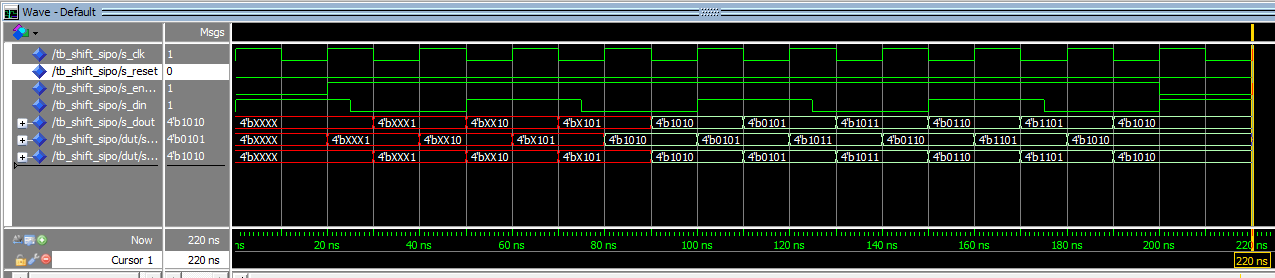 Wave - Default
Msgs
/tb_shift_sipo/s_clk 1
/tb_shift_sipo/s_reset 0
/tb_shift_sipo/s_en... 1
/tb_shift_sipo/s_din 1
/tb_shift_sipo/s_dout 4'b1010 4'bXXXX 4'bXXX1 4'bXX10 4'bX101 4'b1010 4'b0101 4'b1011 4'b0110 4'b1101 4'b1010
/tb_shift_sipo/dut/s... 4'b0101 4'bXXXX 4'bXXX1 4'bXX10 4'bX101 4'b1010 4'b0101 4'b1011 4'b0110 4'b1101 4'b1010
/tb_shift_sipo/dut/s... 4'b1010 4'bXXXX 4'bXXX1 4'bXX10 4'bX101 4'b1010 4'b0101 4'b1011 4'b0110 4'b1101 4'b1010
Now 220 ns ns 20 ns 40 ns 60 ns 80 ns 100 ns 120 ns 140 ns 160 ns 180 ns 200 ns 220 ns
Cursor 1 220 ns 220 ns